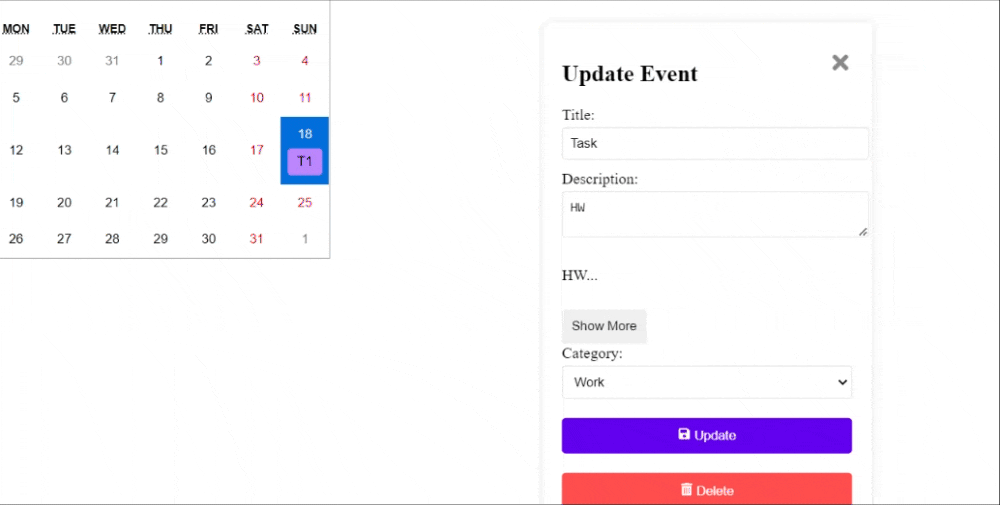 MON TUE WED THU FRI SAT SUN
29 30 31 1 2 3 4
5 6 7 8 9 10 11
12 13 14 15 16 17 18
T1
19 20 21 22 23 24 25
26 27 28 29 30 31 1
Update Event
Title:
Task
Description:
HW
HW...
Show More
Category:
Work
Update
Delete